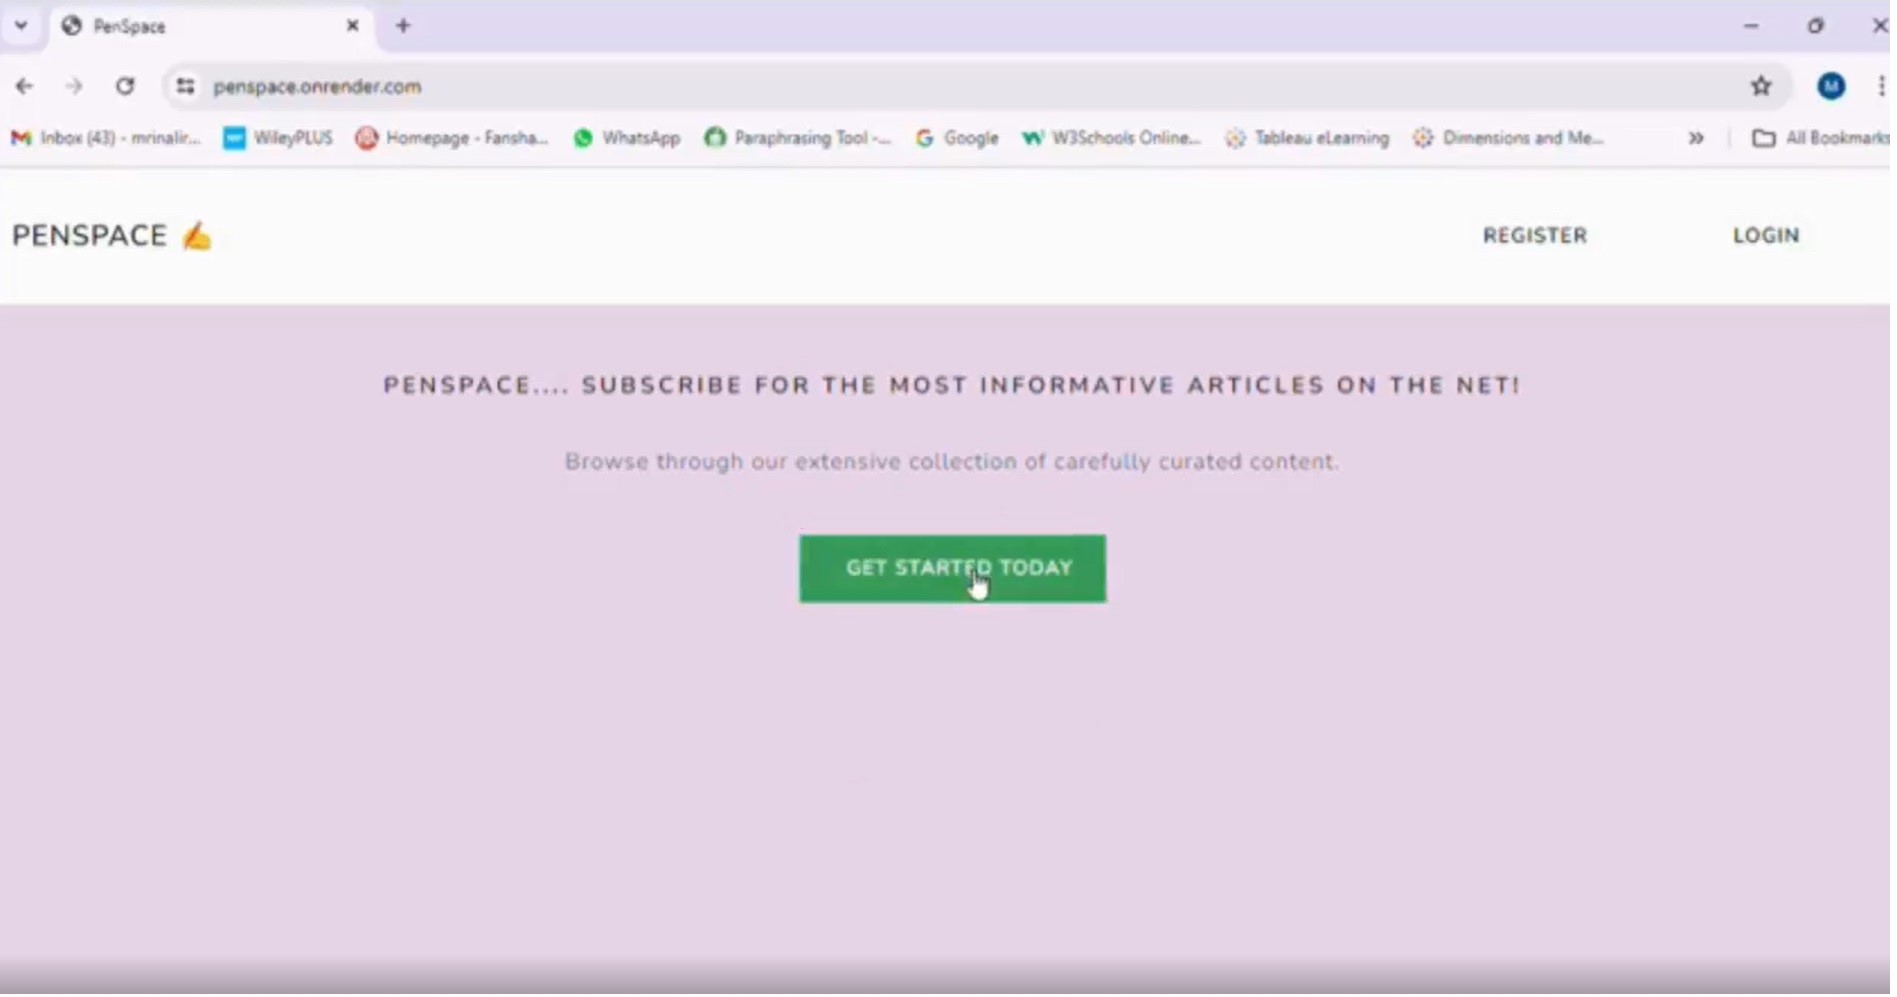 PenSpace
penspace.onrender.com
M
Inbox (43) - mrinalir... WileyPLUS Homepage - Fansha... WhatsApp Paraphrasing Tool -... Google W3Schools Online... Tableau eLearning Dimensions and Me... All Bookmarks
PENSPACE ✍️ REGISTER LOGIN
PENSPACE.... SUBSCRIBE FOR THE MOST INFORMATIVE ARTICLES ON THE NET!
Browse through our extensive collection of carefully curated content.
GET STARTED TODAY